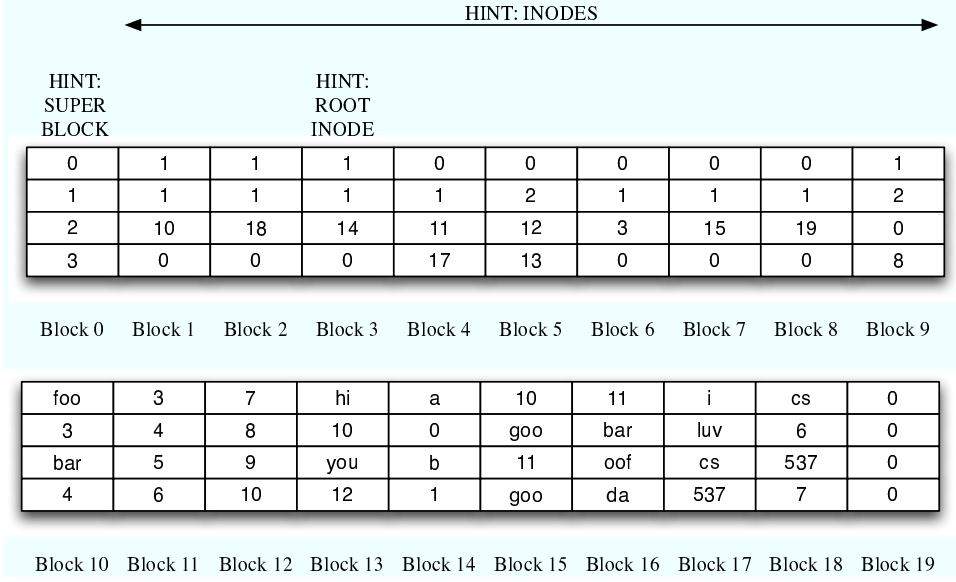 HINT: INODES
HINT: SUPER BLOCK
HINT: ROOT INODE
0 1 1 1 0 0 0 0 0 1
1 1 1 1 1 2 1 1 1 2
2 10 18 14 11 12 3 15 19 0
3 0 0 0 17 13 0 0 0 8
Block 0 Block 1 Block 2 Block 3 Block 4 Block 5 Block 6 Block 7 Block 8 Block 9
foo 3 7 hi a 10 11 i cs 0
3 4 8 10 0 goo bar luv 6 0
bar 5 9 you b 11 oof cs 537 0
4 6 10 12 1 goo da 537 7 0
Block 10 Block 11 Block 12 Block 13 Block 14 Block 15 Block 16 Block 17 Block 18 Block 19